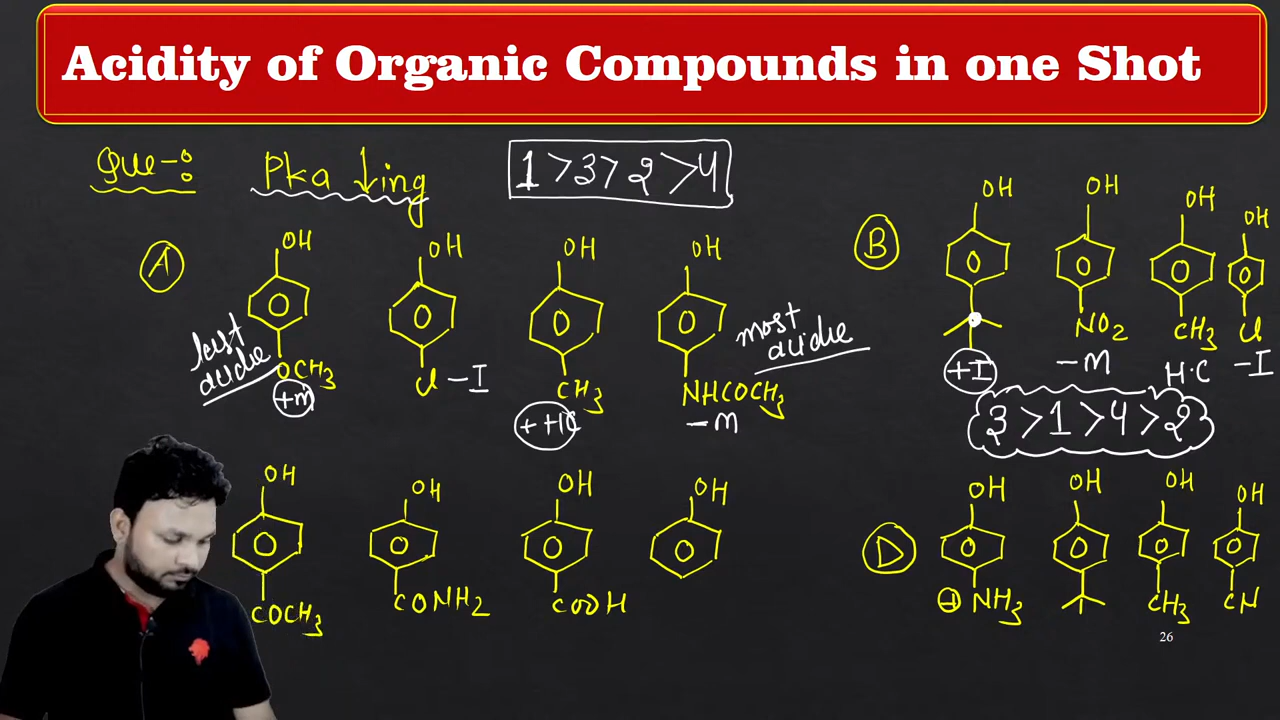 Acidity of Organic Compounds in one Shot
Que-: Pka ↓ing 1 > 3 > 2 > 4
A OH OH OH OH
OCH3 Cl CH3 NHCOCH3
least acidic
+m -I + +HC -m
most acidic
B OH OH OH OH
NO2 CH3 Cl
+I -m H.C -I
3 > 1 > 4 > 2
OH OH OH OH
COCH3 CONH2 COOH
D OH OH OH OH
⊕ NH3 CH3 CN
26